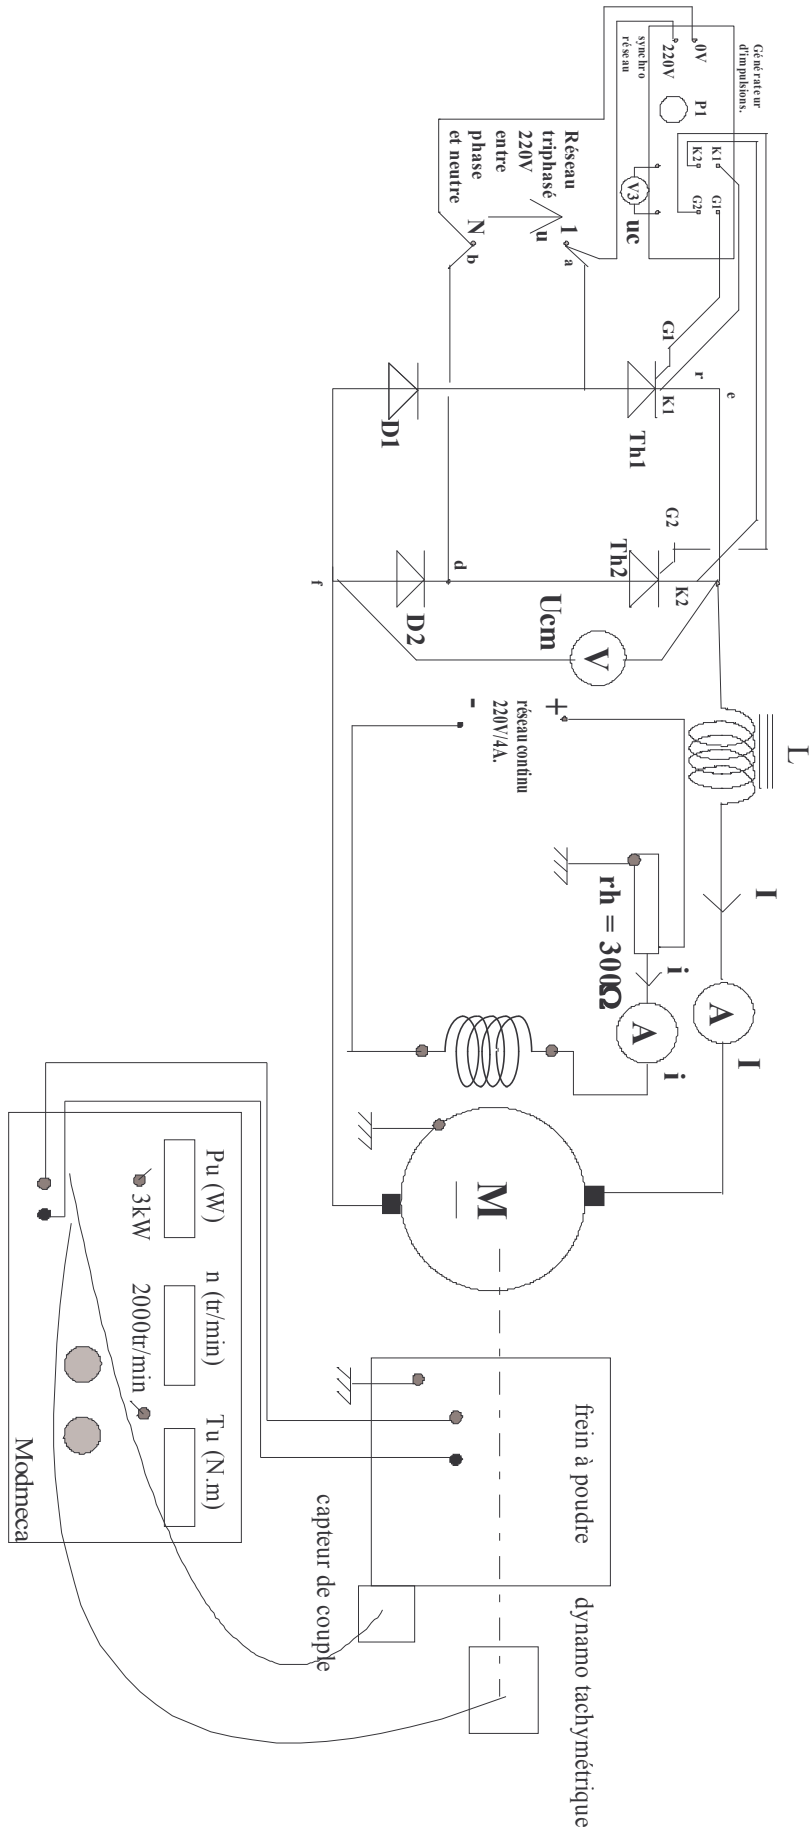 Générateur
d'impulsions.
0V
220V
synchro
réseau
P1
K1
K2
G1
G2
V3
uc
Réseau
triphasé
220V
entre
phase
et neutre
1
a
u
N
b
G1
r
e
K1
Th1
D1
G2
Th2
K2
d
f
D2
Ucm
V
+
réseau continu
220V/4A.
-
L
I
A
I
rh = 300Ω
i
A
i
M
frein à poudre
capteur de couple
dynamo tachymétrique
Pu (W)
n (tr/min)
Tu (N.m)
3kW
2000tr/min
Modmeca